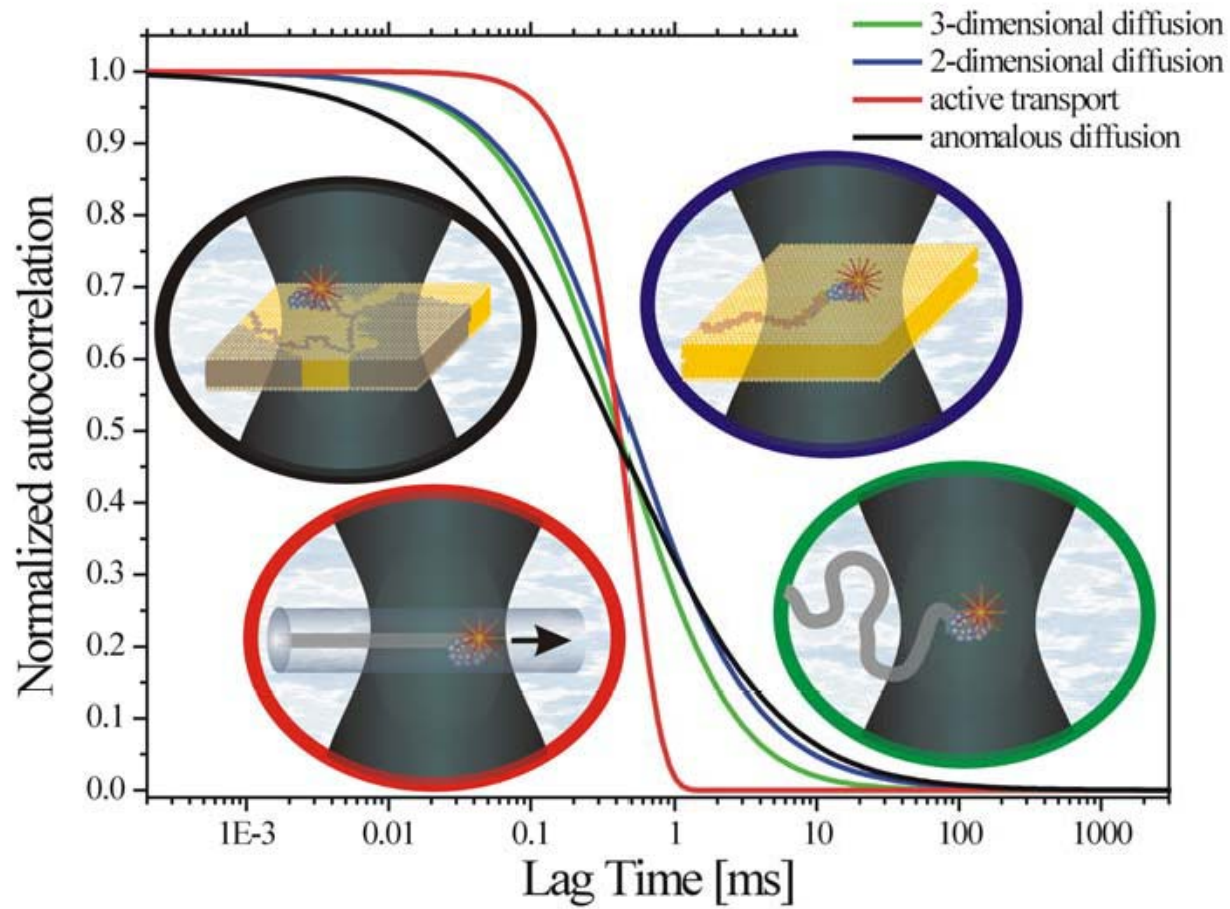 3-dimensional diffusion
2-dimensional diffusion
active transport
anomalous diffusion
1.0
0.9
0.8
0.7
0.6
0.5
0.4
0.3
0.2
0.1
0.0
Normalized autocorrelation
1E-3 0.01 0.1 1 10 100 1000
Lag Time [ms]